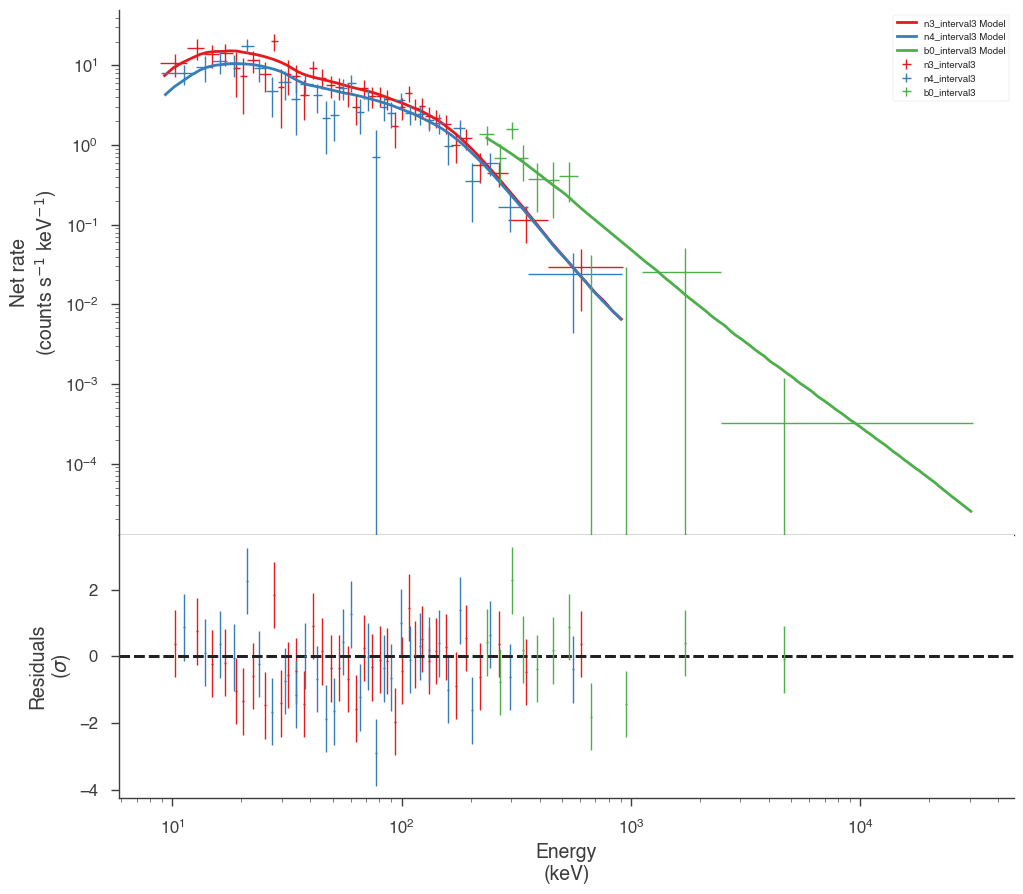 n3_interval3 Model
n4_interval3 Model
b0_interval3 Model
n3_interval3
n4_interval3
b0_interval3
Net rate
(counts s⁻¹ keV⁻¹)
10¹
10⁰
10⁻¹
10⁻²
10⁻³
10⁻⁴
Residuals
(σ)
2
0
−2
−4
10¹ 10² 10³ 10⁴
Energy
(keV)